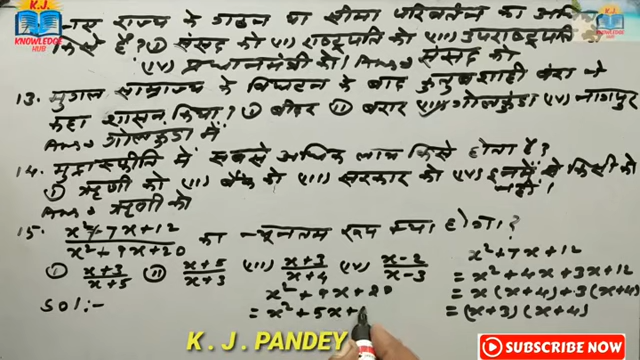 K.J.
KNOWLEDGE HUB
राज्य के गठन या सीमा परिवर्तन का
किसे है? (i) संसद को (ii) राष्ट्रपति को (iii) उपराष्ट्रपति को
(iv) प्रधानमंत्री को। Ans → संसद को
13. मुगल साम्राज्य के विघटन के बाद कुतुबशाही वंश ने
कहा शासन किया? (i) बीदर (ii) बरार (iii) गोलकुंडा (iv) नागपुर
Ans → गोलकुंडा में
14. मुद्रास्फीति में सबसे अधिक लाभ किसे होता है?
(i) ऋणी को (ii) बैंक को (iii) सरकार को (iv) इनमें से किसी को नहीं।
Ans → ऋणी को
15. x²+7x+12 / x²+9x+20 का न्यूनतम रूप क्या होगा?
(i) x+3/x+5 (ii) x+5/x+3 (iii) x+3/x+4 (iv) x-2/x-3
Sol:-
x²+9x+20
= x²+5x+
x²+7x+12
= x²+4x+3x+12
= x(x+4)+3(x+4)
= (x+3)(x+4)
K . J . PANDEY
SUBSCRIBE NOW